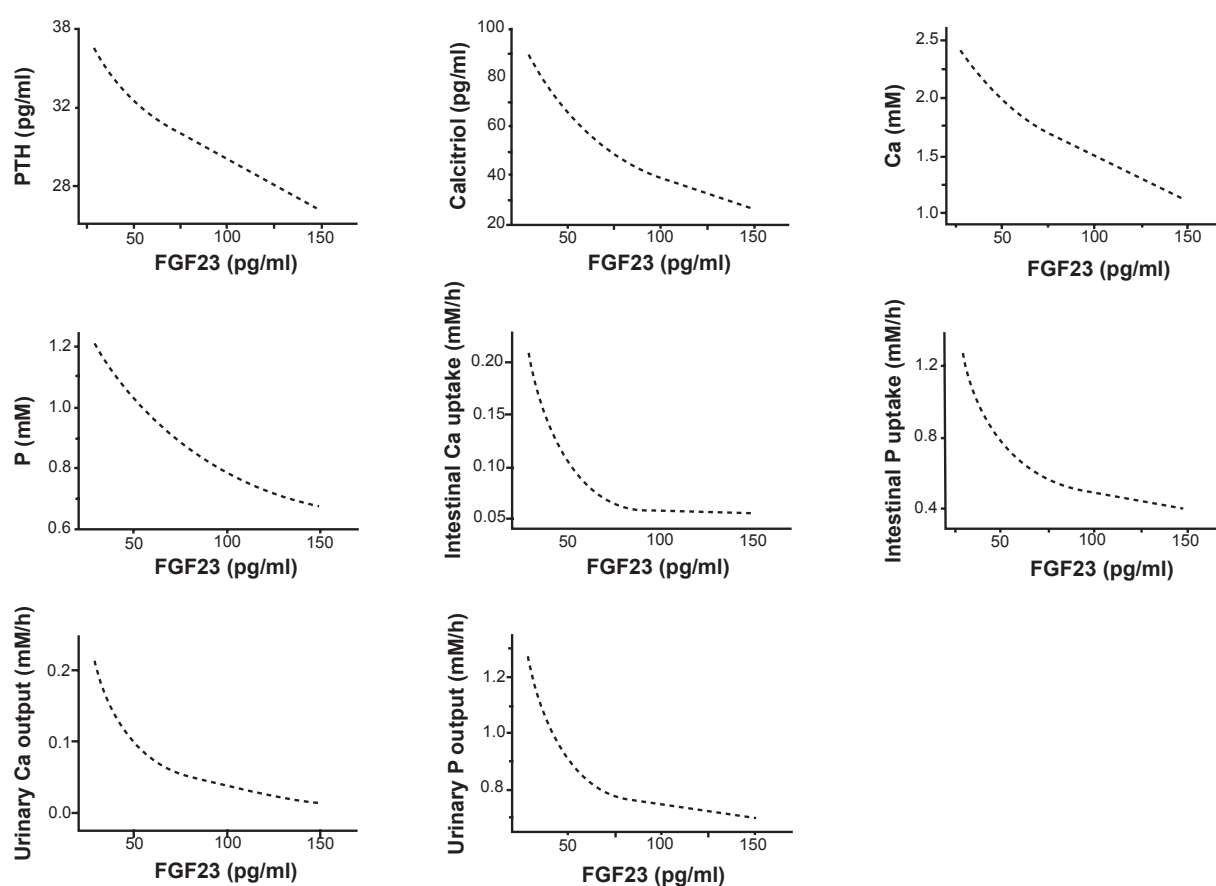 38
32
28
PTH (pg/ml)
50 100 150
FGF23 (pg/ml)
100
80
60
40
20
Calcitriol (pg/ml)
50 100 150
FGF23 (pg/ml)
2.5
2.0
1.5
1.0
Ca (mM)
50 100 150
FGF23 (pg/ml)
1.2
1.0
0.8
0.6
P (mM)
50 100 150
FGF23 (pg/ml)
0.20
0.15
0.10
0.05
Intestinal Ca uptake (mM/h)
50 100 150
FGF23 (pg/ml)
1.2
0.8
0.4
Intestinal P uptake (mM/h)
50 100 150
FGF23 (pg/ml)
0.2
0.1
0.0
Urinary Ca output (mM/h)
50 100 150
FGF23 (pg/ml)
1.2
1.0
0.8
Urinary P output (mM/h)
50 100 150
FGF23 (pg/ml)